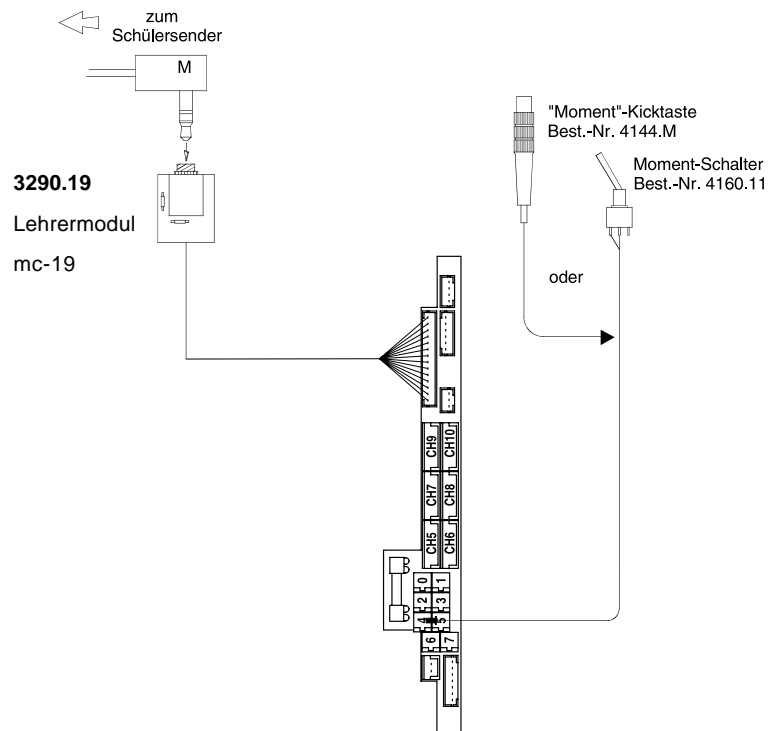 zum
Schülersender
M
"Moment"-Kicktaste
Best.-Nr. 4144.M
Moment-Schalter
Best.-Nr. 4160.11
3290.19
Lehrermodul
mc-19
oder
CH9 CH10
CH7 CH8
CH5 CH6
0 1
2 3
4 5
6 7